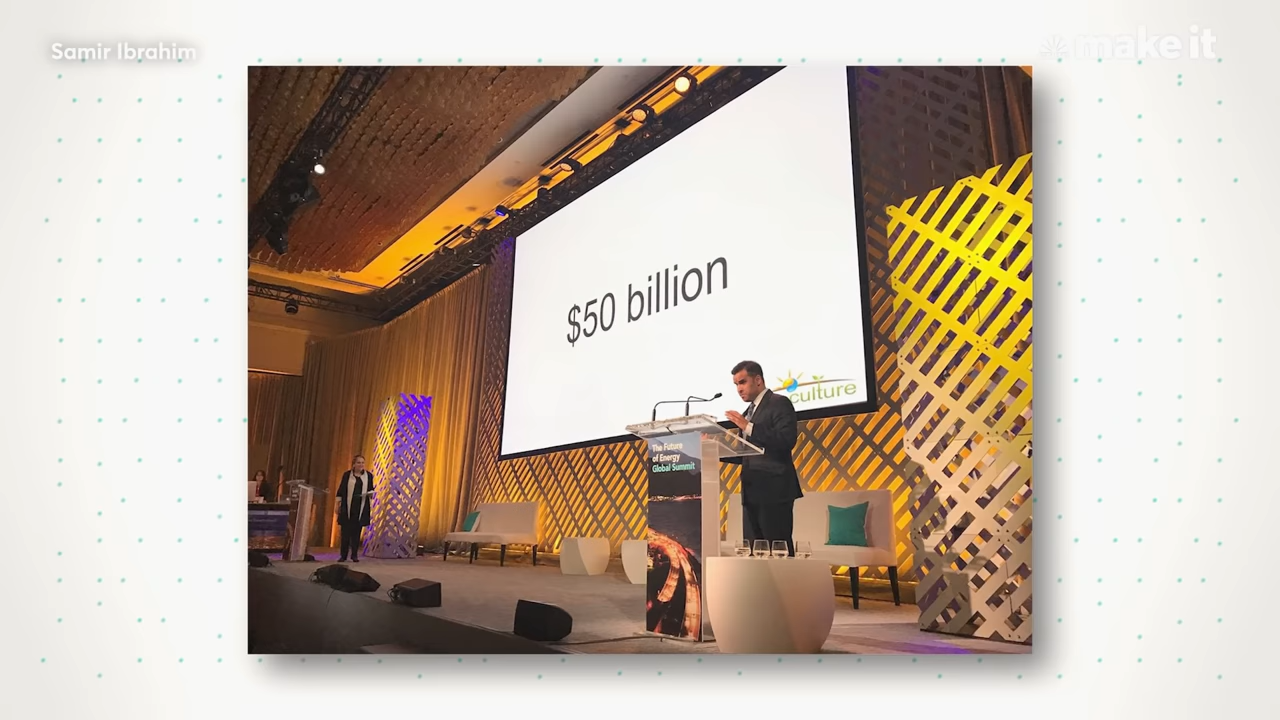 Samir Ibrahim
make it
$50 billion
culture
The Future
of Energy
Global Summit